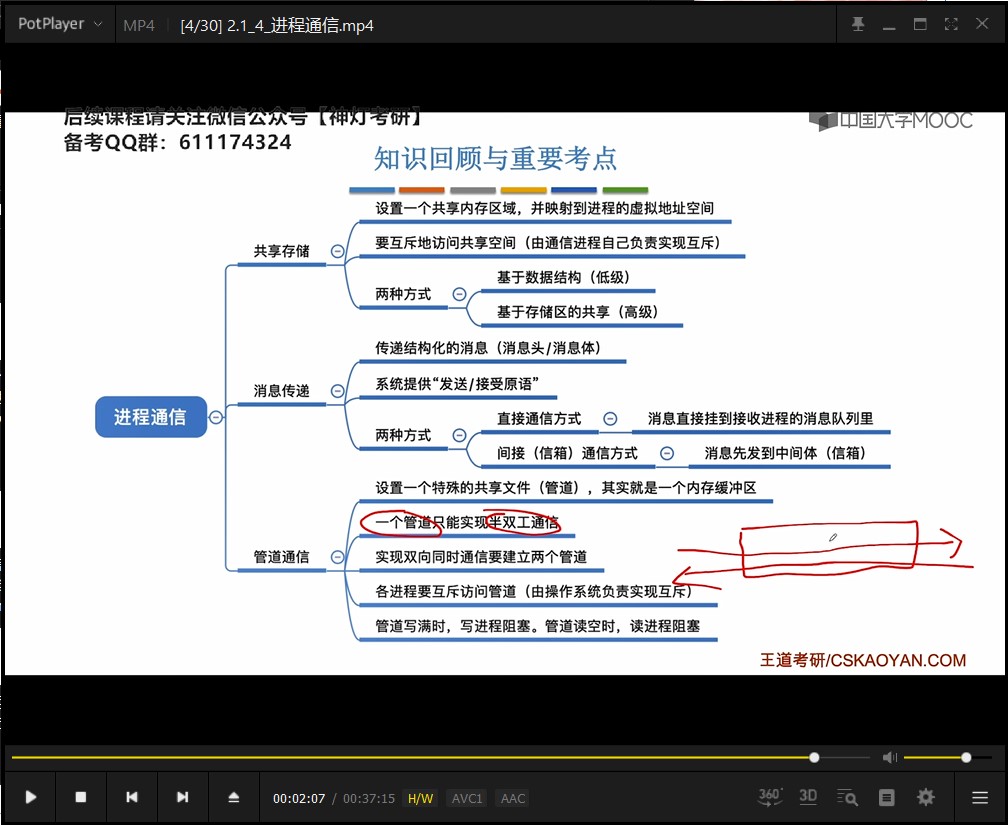 PotPlayer
MP4
[4/30] 2.1_4_进程通信.mp4
后续课程请关注微信公众号【神灯考研】
备考QQ群：611174324
中国大学MOOC
知识回顾与重要考点
进程通信
共享存储
设置一个共享内存区域，并映射到进程的虚拟地址空间
要互斥地访问共享空间（由通信进程自己负责实现互斥）
两种方式
基于数据结构（低级）
基于存储区的共享（高级）
消息传递
传递结构化的消息（消息头/消息体）
系统提供“发送/接受原语”
两种方式
直接通信方式
消息直接挂到接收进程的消息队列里
间接（信箱）通信方式
消息先发到中间体（信箱）
管道通信
设置一个特殊的共享文件（管道），其实就是一个内存缓冲区
一个管道只能实现半双工通信
实现双向同时通信要建立两个管道
各进程要互斥访问管道（由操作系统负责实现互斥）
管道写满时，写进程阻塞。管道读空时，读进程阻塞
王道考研/CSKAOYAN.COM
00:02:07 / 00:37:15 H/W AVC1 AAC
360°
3D